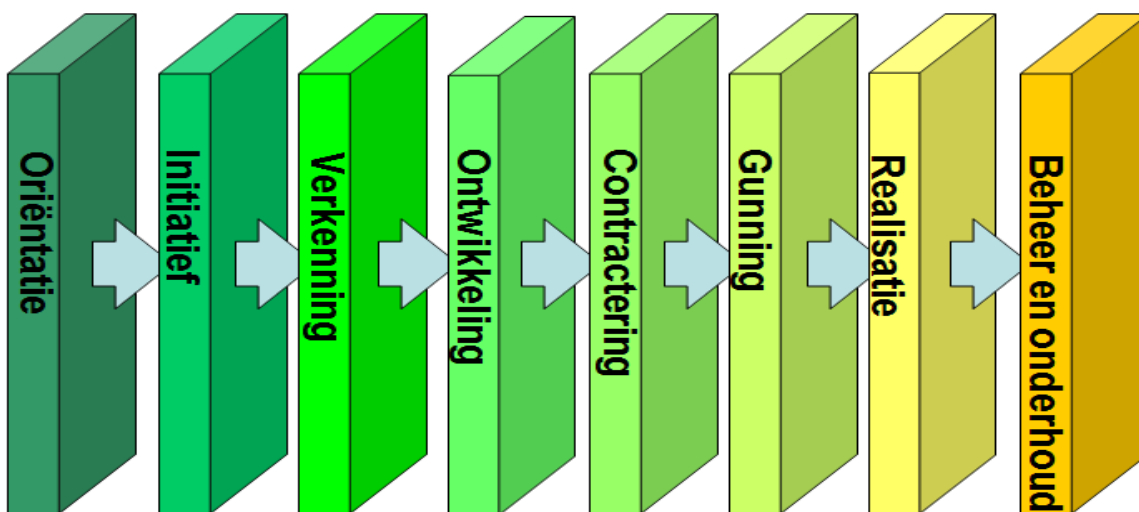 Oriëntatie
Initiatief
Verkenning
Ontwikkeling
Contractering
Gunning
Realisatie
Beheer en onderhoud